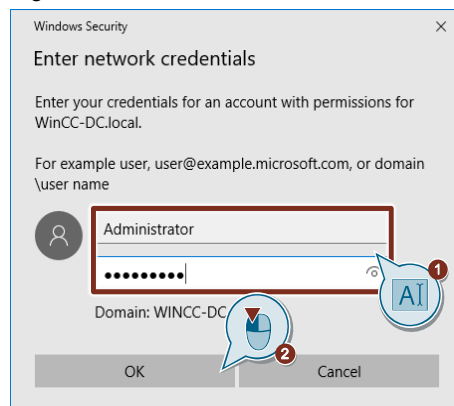 Windows Security
Enter network credentials
Enter your credentials for an account with permissions for
WinCC-DC.local.
For example user, user@example.microsoft.com, or domain
\user name
Administrator
●●●●●●●●●
1
AI
Domain: WINCC-DC
2
OK Cancel